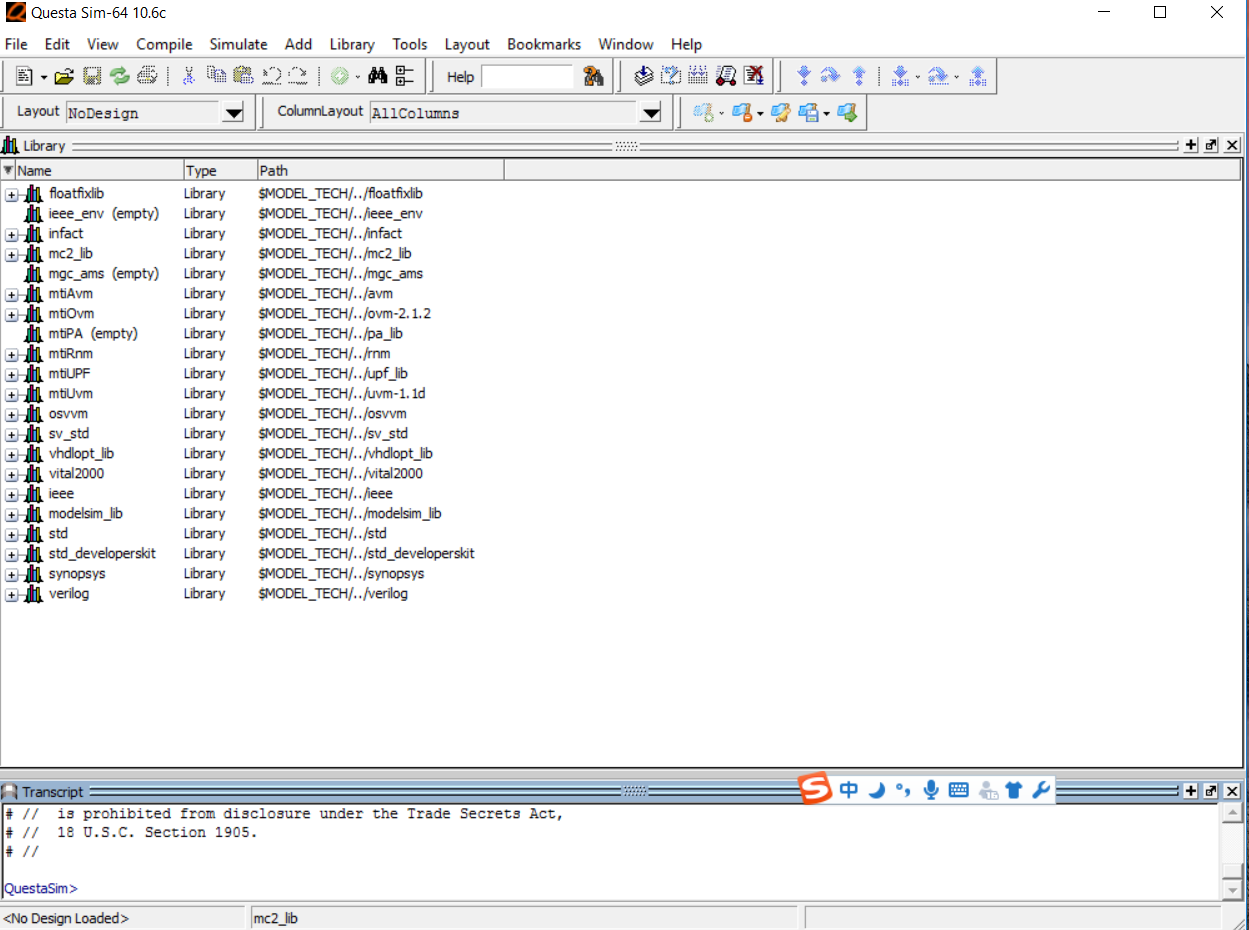 Questa Sim-64 10.6c
File Edit View Compile Simulate Add Library Tools Layout Bookmarks Window Help
Help
Layout NoDesign ColumnLayout AllColumns
Library
Name Type Path
floatfixlib Library $MODEL_TECH/../floatfixlib
ieee_env (empty) Library $MODEL_TECH/../ieee_env
infact Library $MODEL_TECH/../infact
mc2_lib Library $MODEL_TECH/../mc2_lib
mgc_ams (empty) Library $MODEL_TECH/../mgc_ams
mtiAvm Library $MODEL_TECH/../avm
mtiOvm Library $MODEL_TECH/../ovm-2.1.2
mtiPA (empty) Library $MODEL_TECH/../pa_lib
mtiRnm Library $MODEL_TECH/../rnm
mtiUPF Library $MODEL_TECH/../upf_lib
mtiUvm Library $MODEL_TECH/../uvm-1.1d
osvvm Library $MODEL_TECH/../osvvm
sv_std Library $MODEL_TECH/../sv_std
vhdlopt_lib Library $MODEL_TECH/../vhdlopt_lib
vital2000 Library $MODEL_TECH/../vital2000
ieee Library $MODEL_TECH/../ieee
modelsim_lib Library $MODEL_TECH/../modelsim_lib
std Library $MODEL_TECH/../std
std_developerskit Library $MODEL_TECH/../std_developerskit
synopsys Library $MODEL_TECH/../synopsys
verilog Library $MODEL_TECH/../verilog
Transcript S 中
# // is prohibited from disclosure under the Trade Secrets Act,
# // 18 U.S.C. Section 1905.
# //
QuestaSim>
<No Design Loaded> mc2_lib